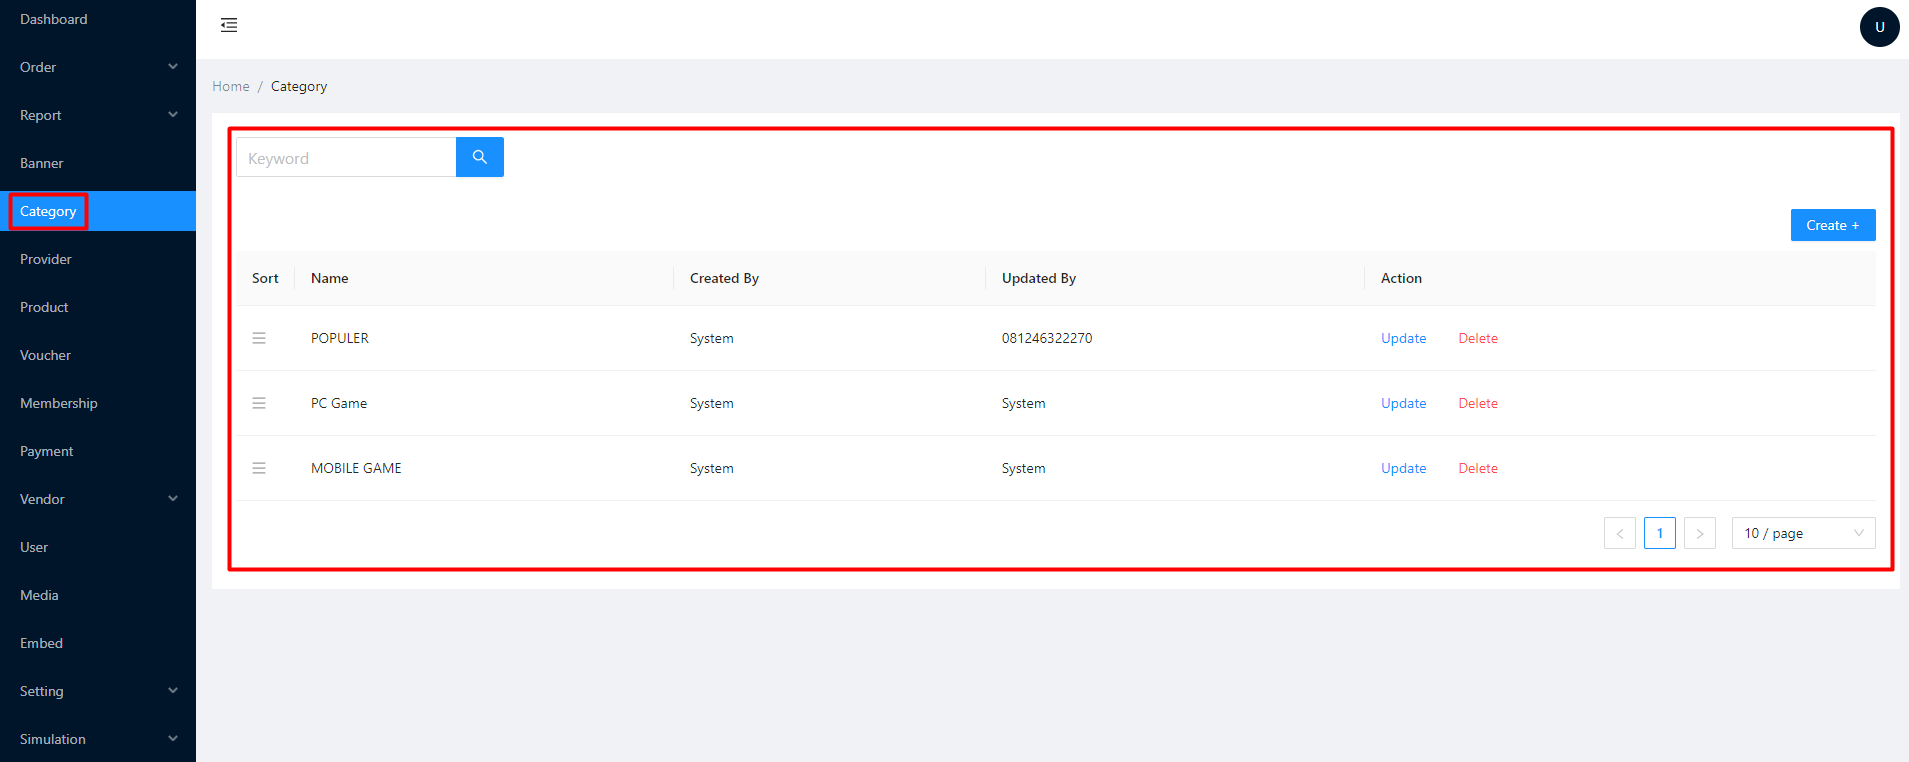 Dashboard
Order
Report
Banner
Category
Provider
Product
Voucher
Membership
Payment
Vendor
User
Media
Embed
Setting
Simulation
U
Home / Category
Keyword
Create +
Sort Name Created By Updated By Action
POPULER System 081246322270 Update Delete
PC Game System System Update Delete
MOBILE GAME System System Update Delete
< 1 > 10 / page